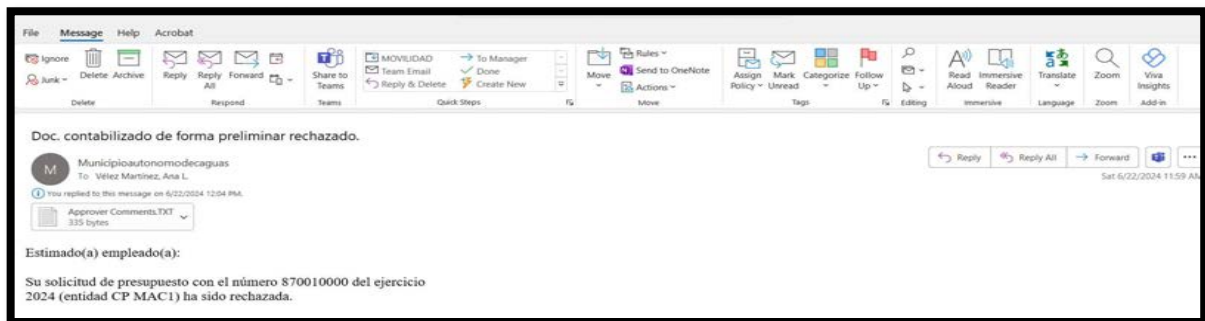 File Message Help Acrobat
Ignore MOVILIDAD To Manager Rules
Team Email Done Send to OneNote
Junk Delete Archive Reply Reply All Forward Share to Teams Reply & Delete Create New Move Actions Assign Policy Mark Unread Categorize Follow Up Read Aloud Immersive Reader Translate Zoom Viva Insights
Delete Respond Teams Quick Steps Move Tags Editing Immersive Language Zoom Add-in
Doc. contabilizado de forma preliminar rechazado.
M Municipioautonomodecaguas Reply Reply All Forward
To Vélez Martínez, Ana L. Sat 6/22/2024 11:59 AM
You replied to this message on 6/22/2024 12:04 PM.
Approver Comments.TXT
335 bytes
Estimado(a) empleado(a):
Su solicitud de presupuesto con el número 870010000 del ejercicio
2024 (entidad CP MAC1) ha sido rechazada.